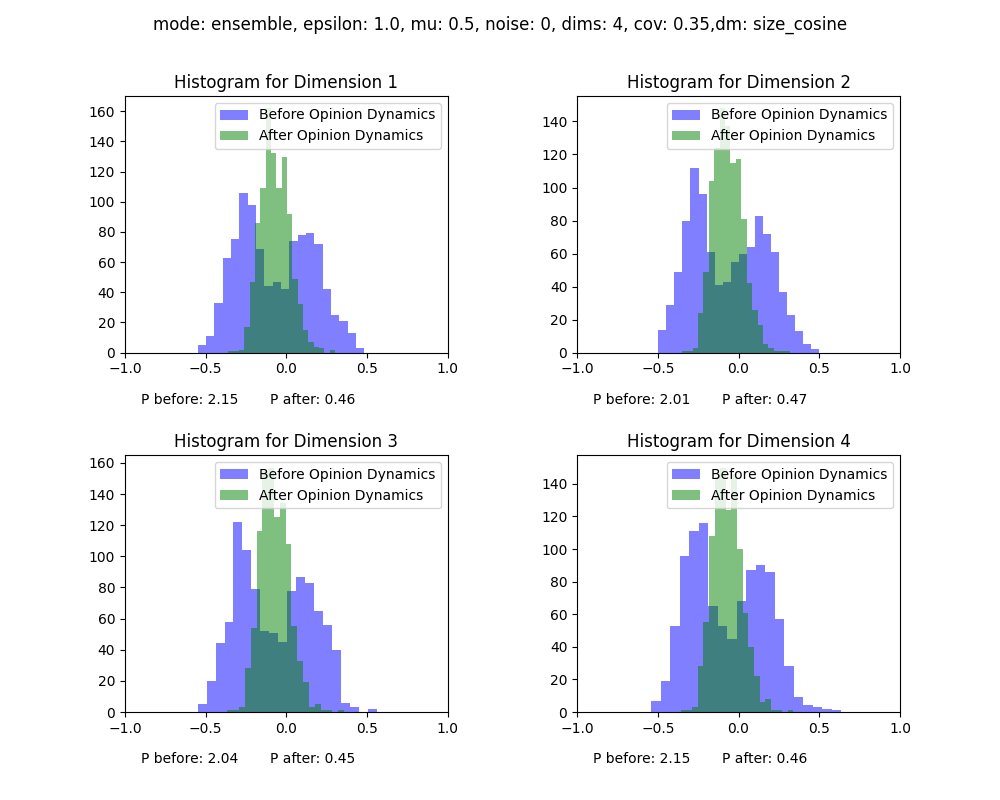 mode: ensemble, epsilon: 1.0, mu: 0.5, noise: 0, dims: 4, cov: 0.35,dm: size_cosine
Histogram for Dimension 1
Before Opinion Dynamics
After Opinion Dynamics
160
140
120
100
80
60
40
20
0
−1.0 −0.5 0.0 0.5 1.0
P before: 2.15 P after: 0.46
Histogram for Dimension 2
Before Opinion Dynamics
After Opinion Dynamics
140
120
100
80
60
40
20
0
−1.0 −0.5 0.0 0.5 1.0
P before: 2.01 P after: 0.47
Histogram for Dimension 3
Before Opinion Dynamics
After Opinion Dynamics
160
140
120
100
80
60
40
20
0
−1.0 −0.5 0.0 0.5 1.0
P before: 2.04 P after: 0.45
Histogram for Dimension 4
Before Opinion Dynamics
After Opinion Dynamics
140
120
100
80
60
40
20
0
−1.0 −0.5 0.0 0.5 1.0
P before: 2.15 P after: 0.46